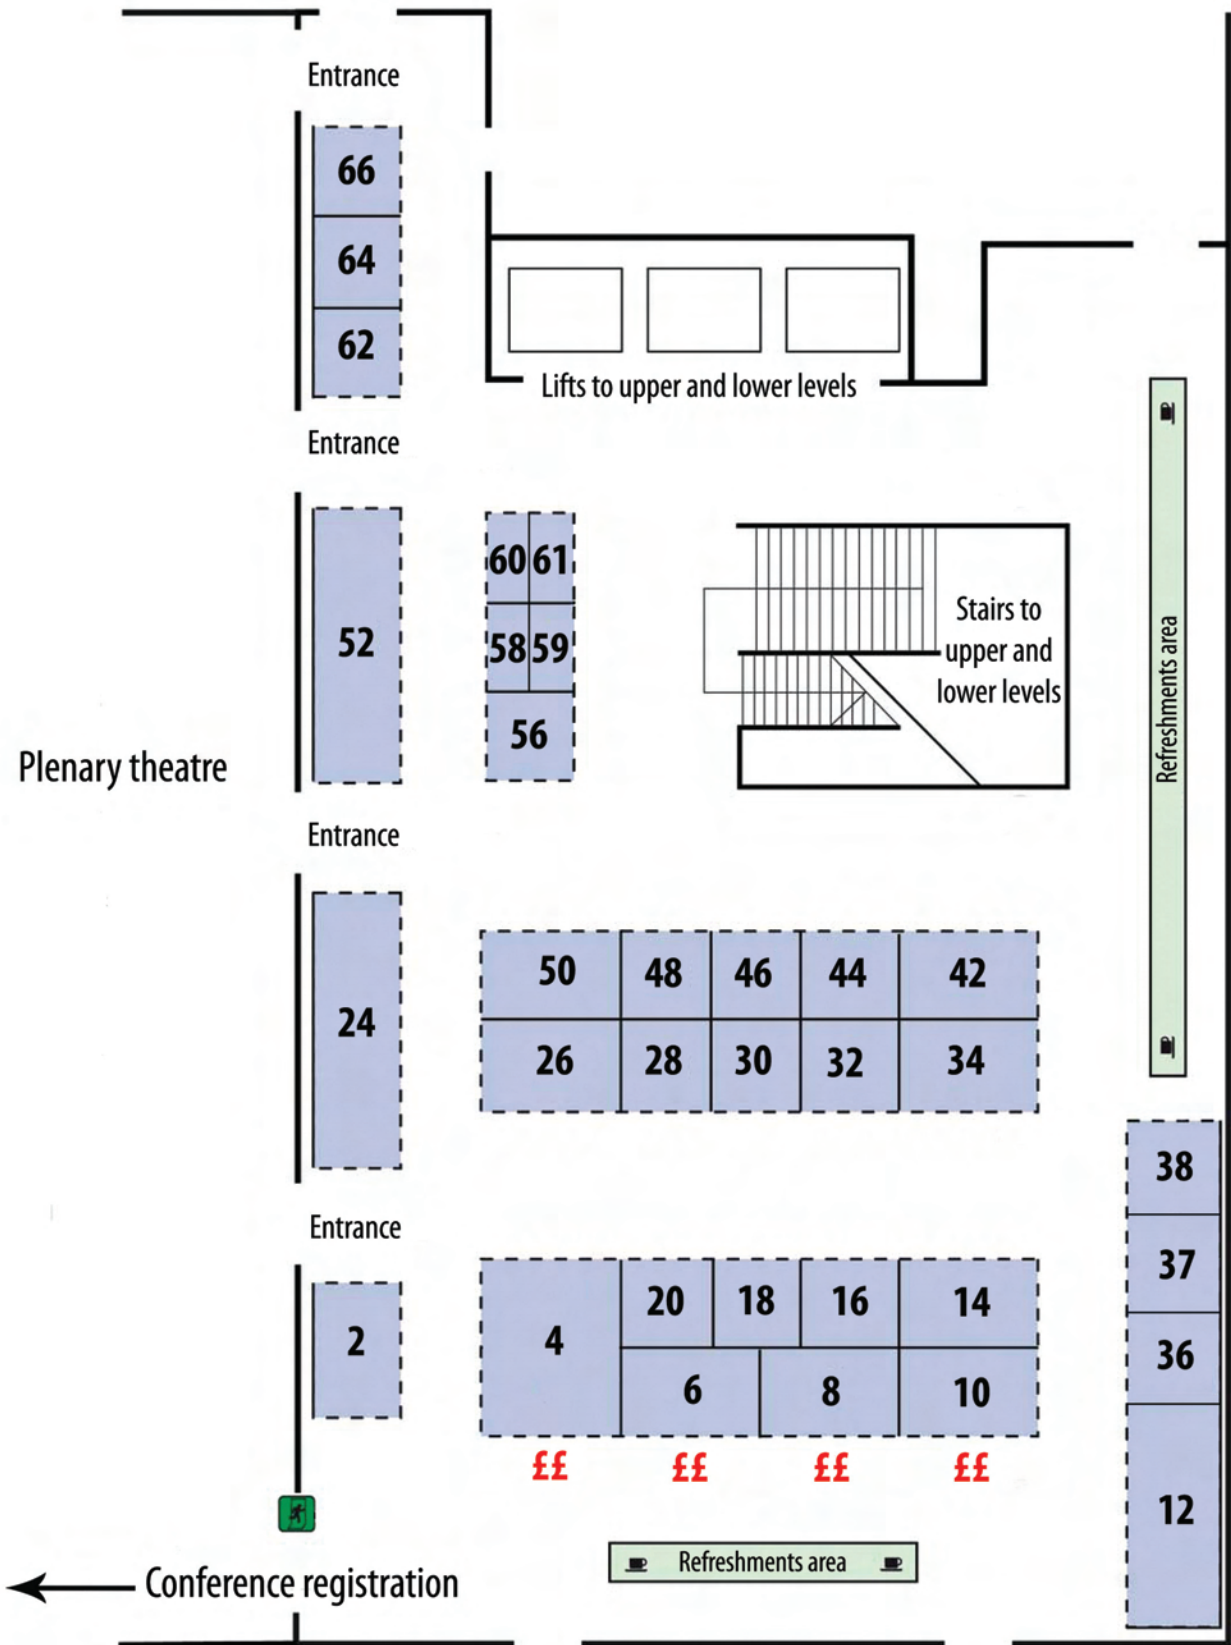 Entrance
66
64
62
Lifts to upper and lower levels
Entrance
52
60 61
58 59
56
Stairs to
upper and
lower levels
Refreshments area
Plenary theatre
Entrance
24
50 48 46 44 42
26 28 30 32 34
38
37
36
12
Entrance
2
4
20 18 16 14
6 8 10
££ ££ ££ ££
Refreshments area
Conference registration